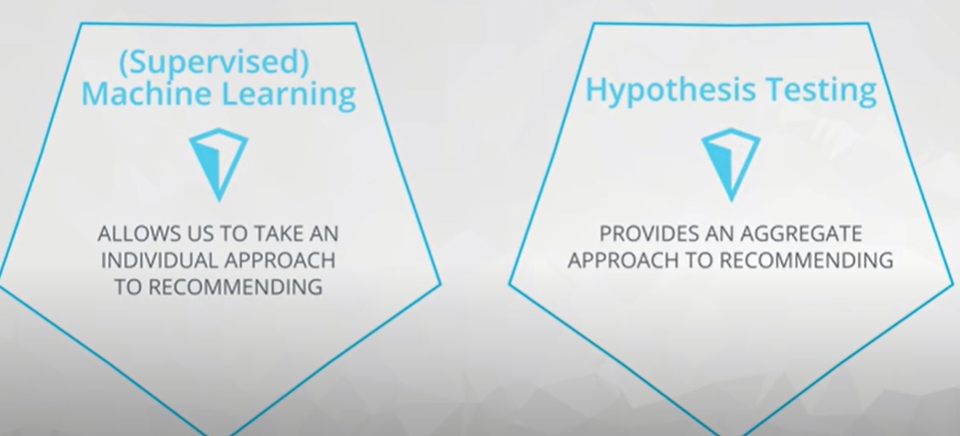 (Supervised)
Machine Learning
ALLOWS US TO TAKE AN
INDIVIDUAL APPROACH
TO RECOMMENDING
Hypothesis Testing
PROVIDES AN AGGREGATE
APPROACH TO RECOMMENDING